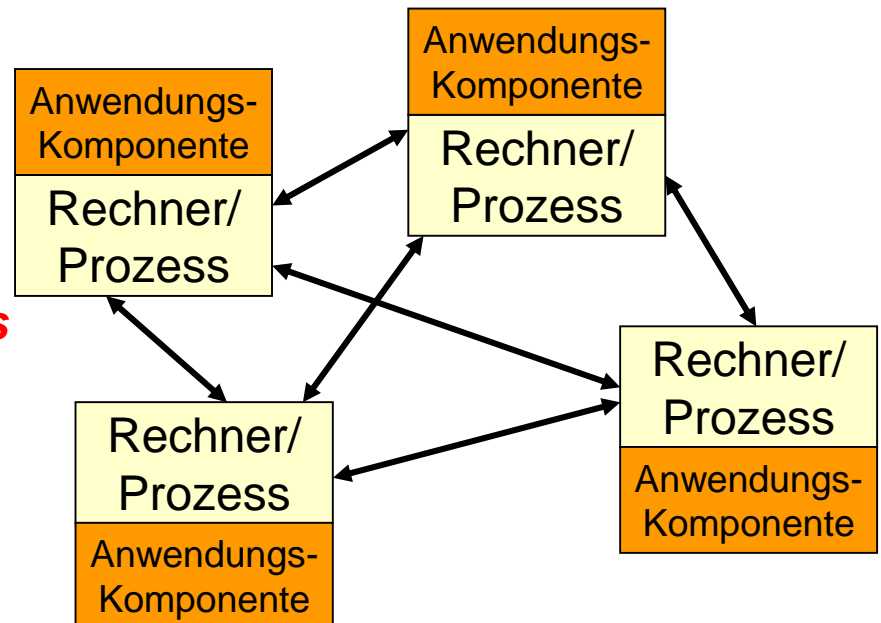 Anwendungs-
Komponente
Rechner/
Prozess
Anwendungs-
Komponente
Rechner/
Prozess
s
Rechner/
Prozess
Anwendungs-
Komponente
Rechner/
Prozess
Anwendungs-
Komponente